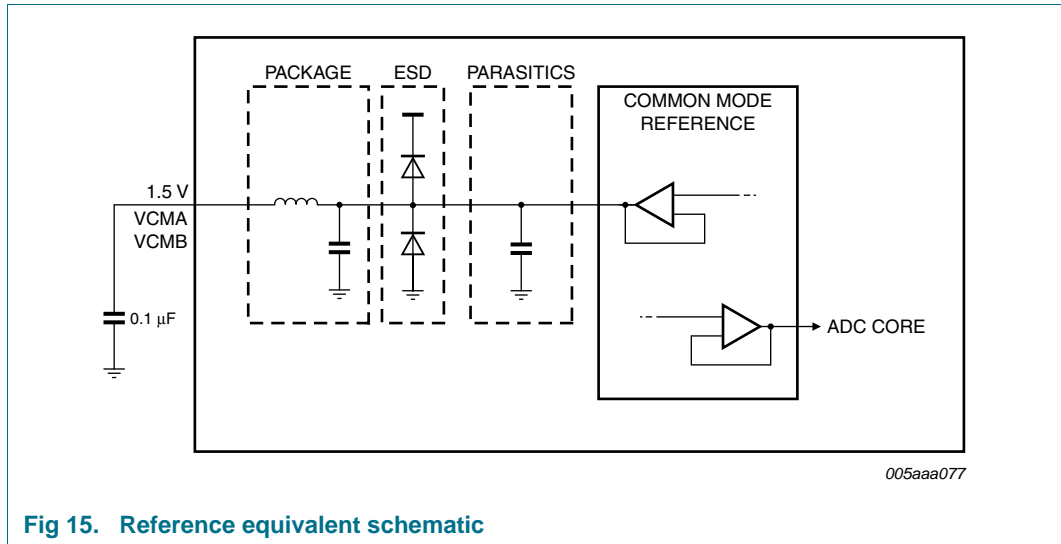 PACKAGE
ESD
PARASITICS
COMMON MODE
REFERENCE
1.5 V
VCMA
VCMB
0.1 μF
ADC CORE
005aaa077
Fig 15. Reference equivalent schematic